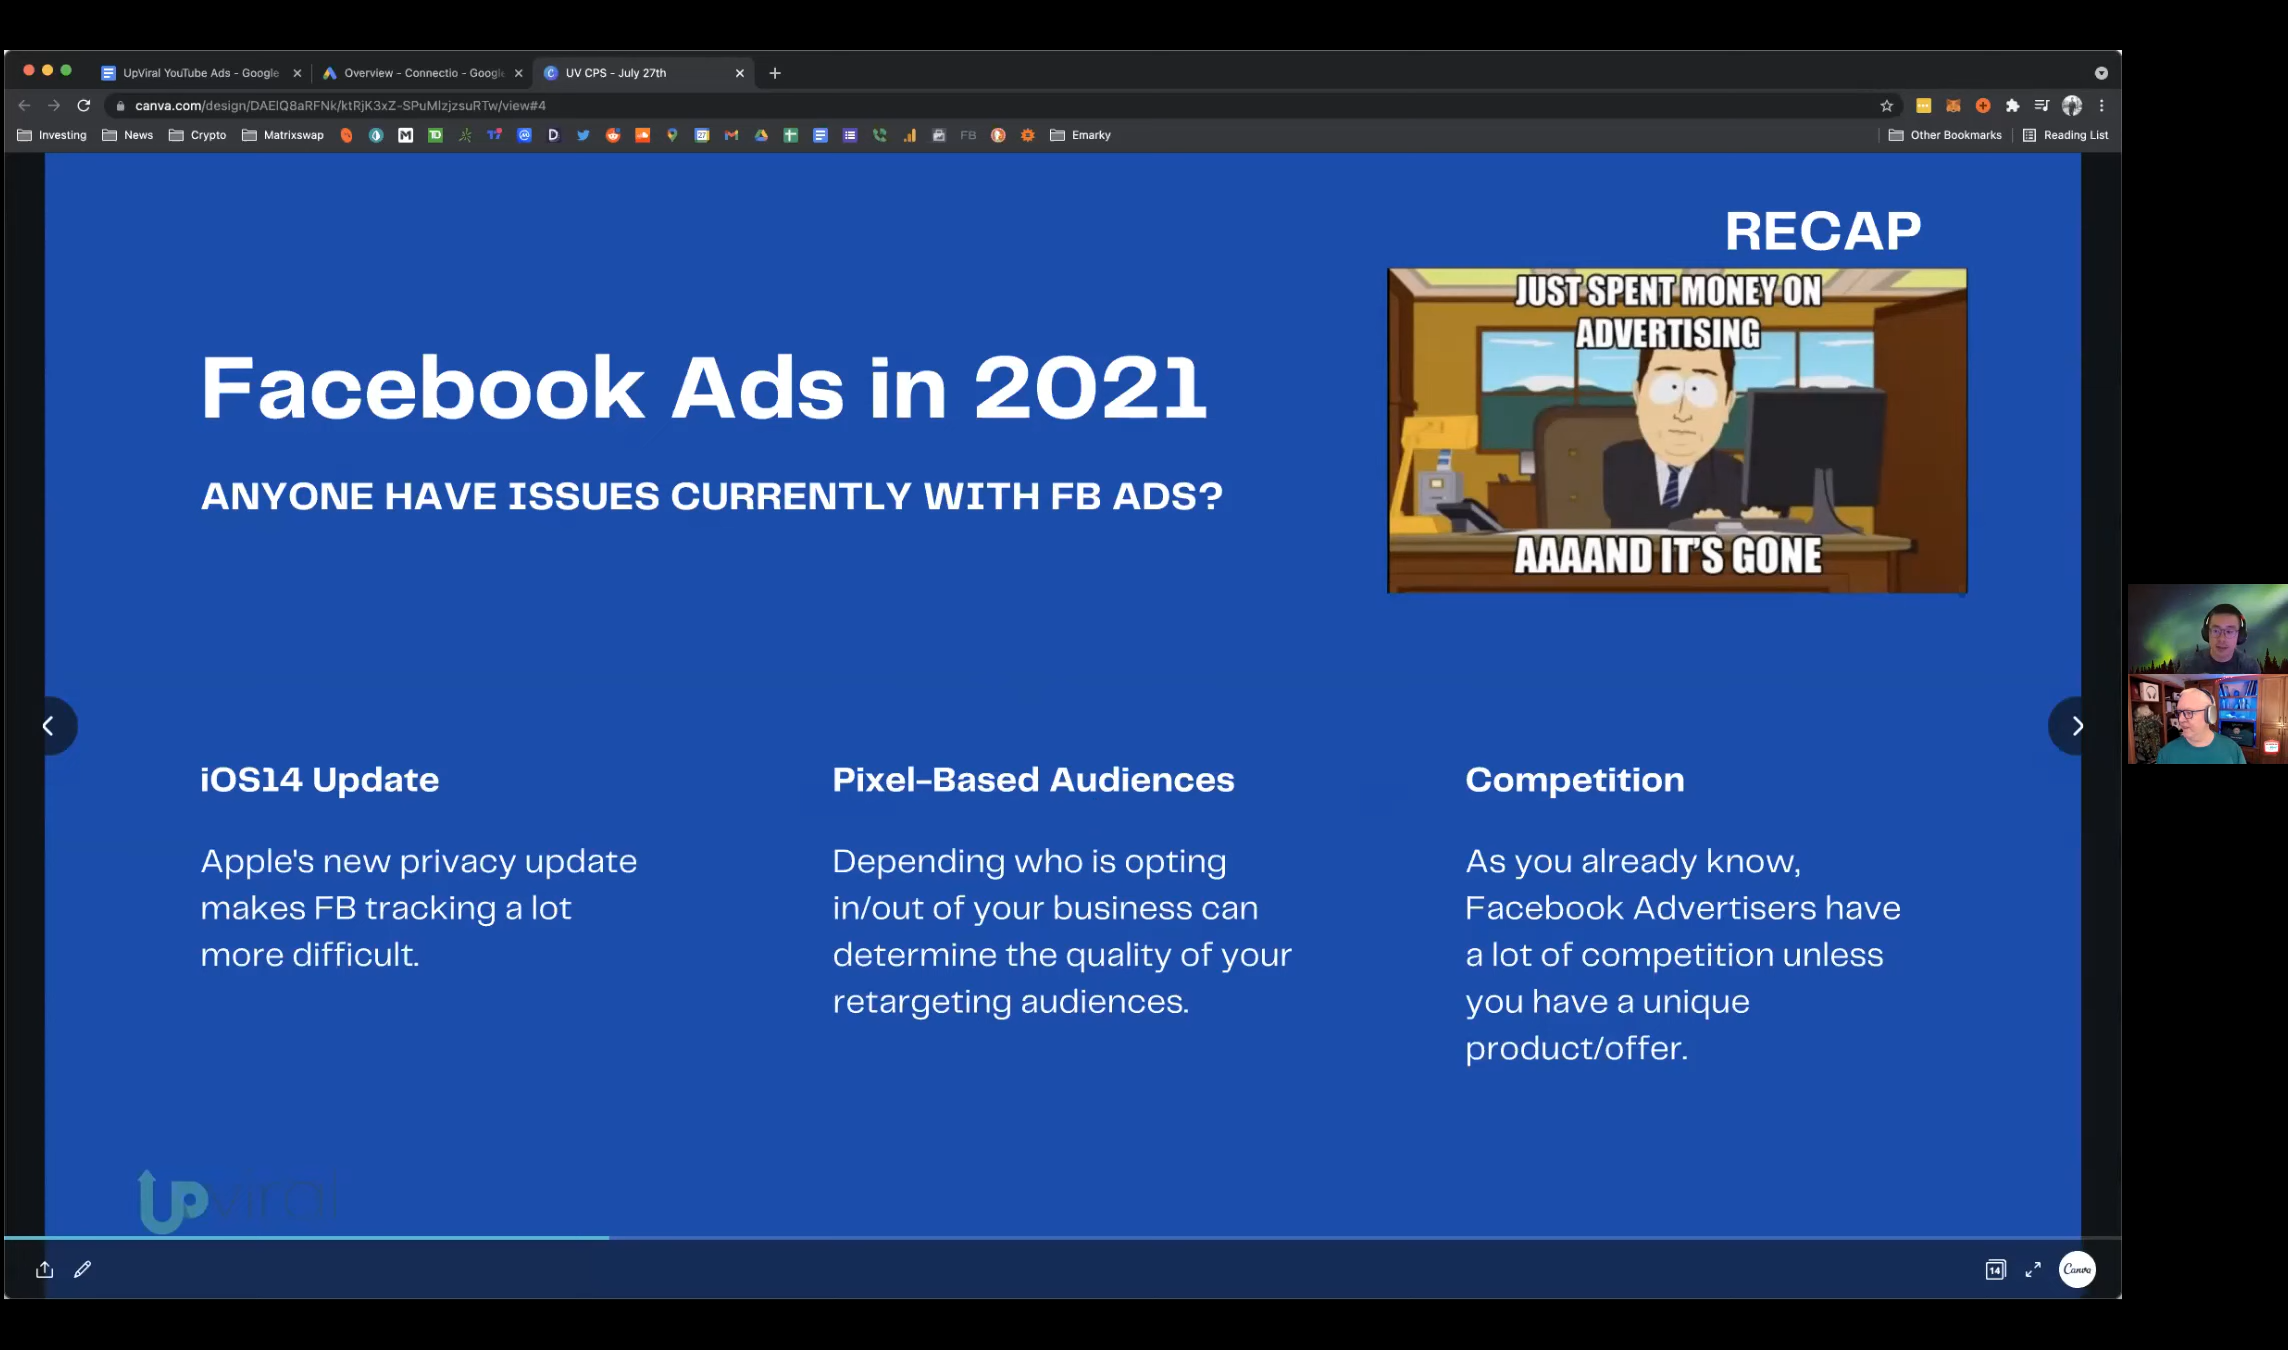 UpViral YouTube Ads - Google
Overview - Connectio - Google
UV CPS - July 27th
canva.com/design/DAElQ8aRFNk/ktRjK3xZ-SPuMlzjzsuRTw/view#4
Investing
News
Crypto
Matrixswap
FB
Emarky
Other Bookmarks
Reading List
RECAP
JUST SPENT MONEY ON
ADVERTISING
AAAAND IT'S GONE
Facebook Ads in 2021
ANYONE HAVE ISSUES CURRENTLY WITH FB ADS?
iOS14 Update
Apple's new privacy update
makes FB tracking a lot
more difficult.
Pixel-Based Audiences
Depending who is opting
in/out of your business can
determine the quality of your
retargeting audiences.
Competition
As you already know,
Facebook Advertisers have
a lot of competition unless
you have a unique
product/offer.
Upviral
14
Canva